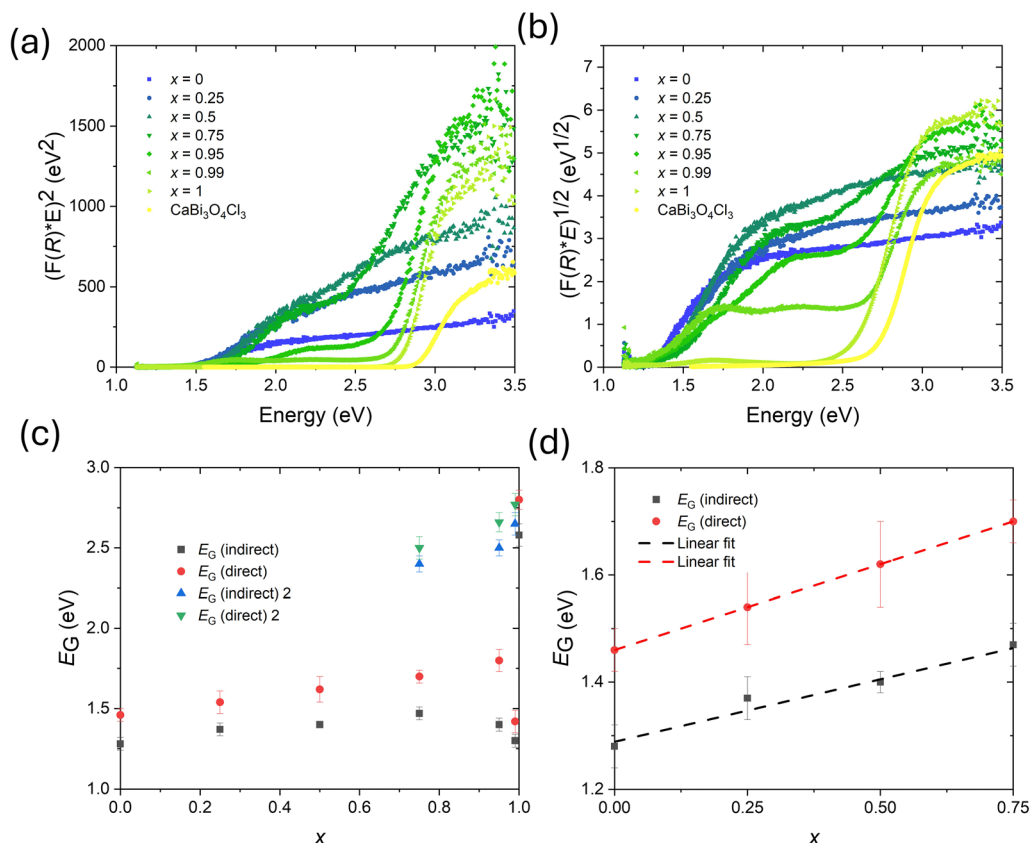 (a)
2000
1500
1000
500
0
(F(R)*E)² (eV²)
x = 0
x = 0.25
x = 0.5
x = 0.75
x = 0.95
x = 0.99
x = 1
CaBi₃O₄Cl₃
1.0 1.5 2.0 2.5 3.0 3.5
Energy (eV)
(b)
7
6
5
4
3
2
1
0
(F(R)*E)^1/2 (eV^1/2)
x = 0
x = 0.25
x = 0.5
x = 0.75
x = 0.95
x = 0.99
x = 1
CaBi₃O₄Cl₃
1.0 1.5 2.0 2.5 3.0 3.5
Energy (eV)
(c)
3.0
2.5
2.0
1.5
1.0
EG (eV)
EG (indirect)
EG (direct)
EG (indirect) 2
EG (direct) 2
0.0 0.2 0.4 0.6 0.8 1.0
x
(d)
1.8
1.6
1.4
1.2
EG (eV)
EG (indirect)
EG (direct)
Linear fit
Linear fit
0.00 0.25 0.50 0.75
x